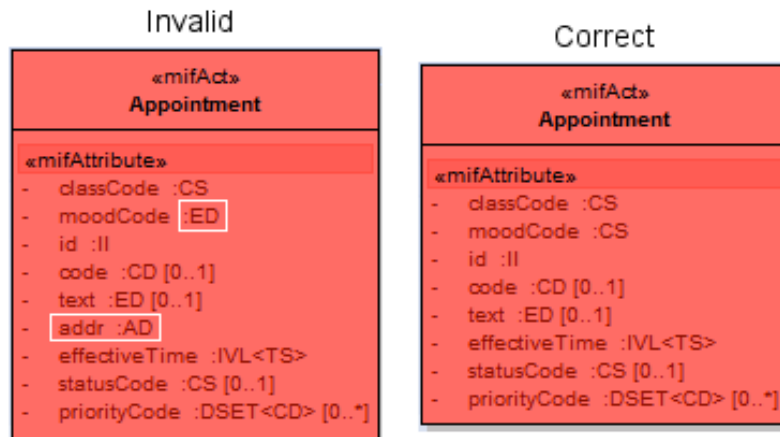 Invalid
«mifAct»
Appointment
«mifAttribute»
- classCode :CS
- moodCode :ED
- id :II
- code :CD [0..1]
- text :ED [0..1]
- addr :AD
- effectiveTime :IVL<TS>
- statusCode :CS [0..1]
- priorityCode :DSET<CD> [0..*]
Correct
«mifAct»
Appointment
«mifAttribute»
- classCode :CS
- moodCode :CS
- id :II
- code :CD [0..1]
- text :ED [0..1]
- effectiveTime :IVL<TS>
- statusCode :CS [0..1]
- priorityCode :DSET<CD> [0..*]